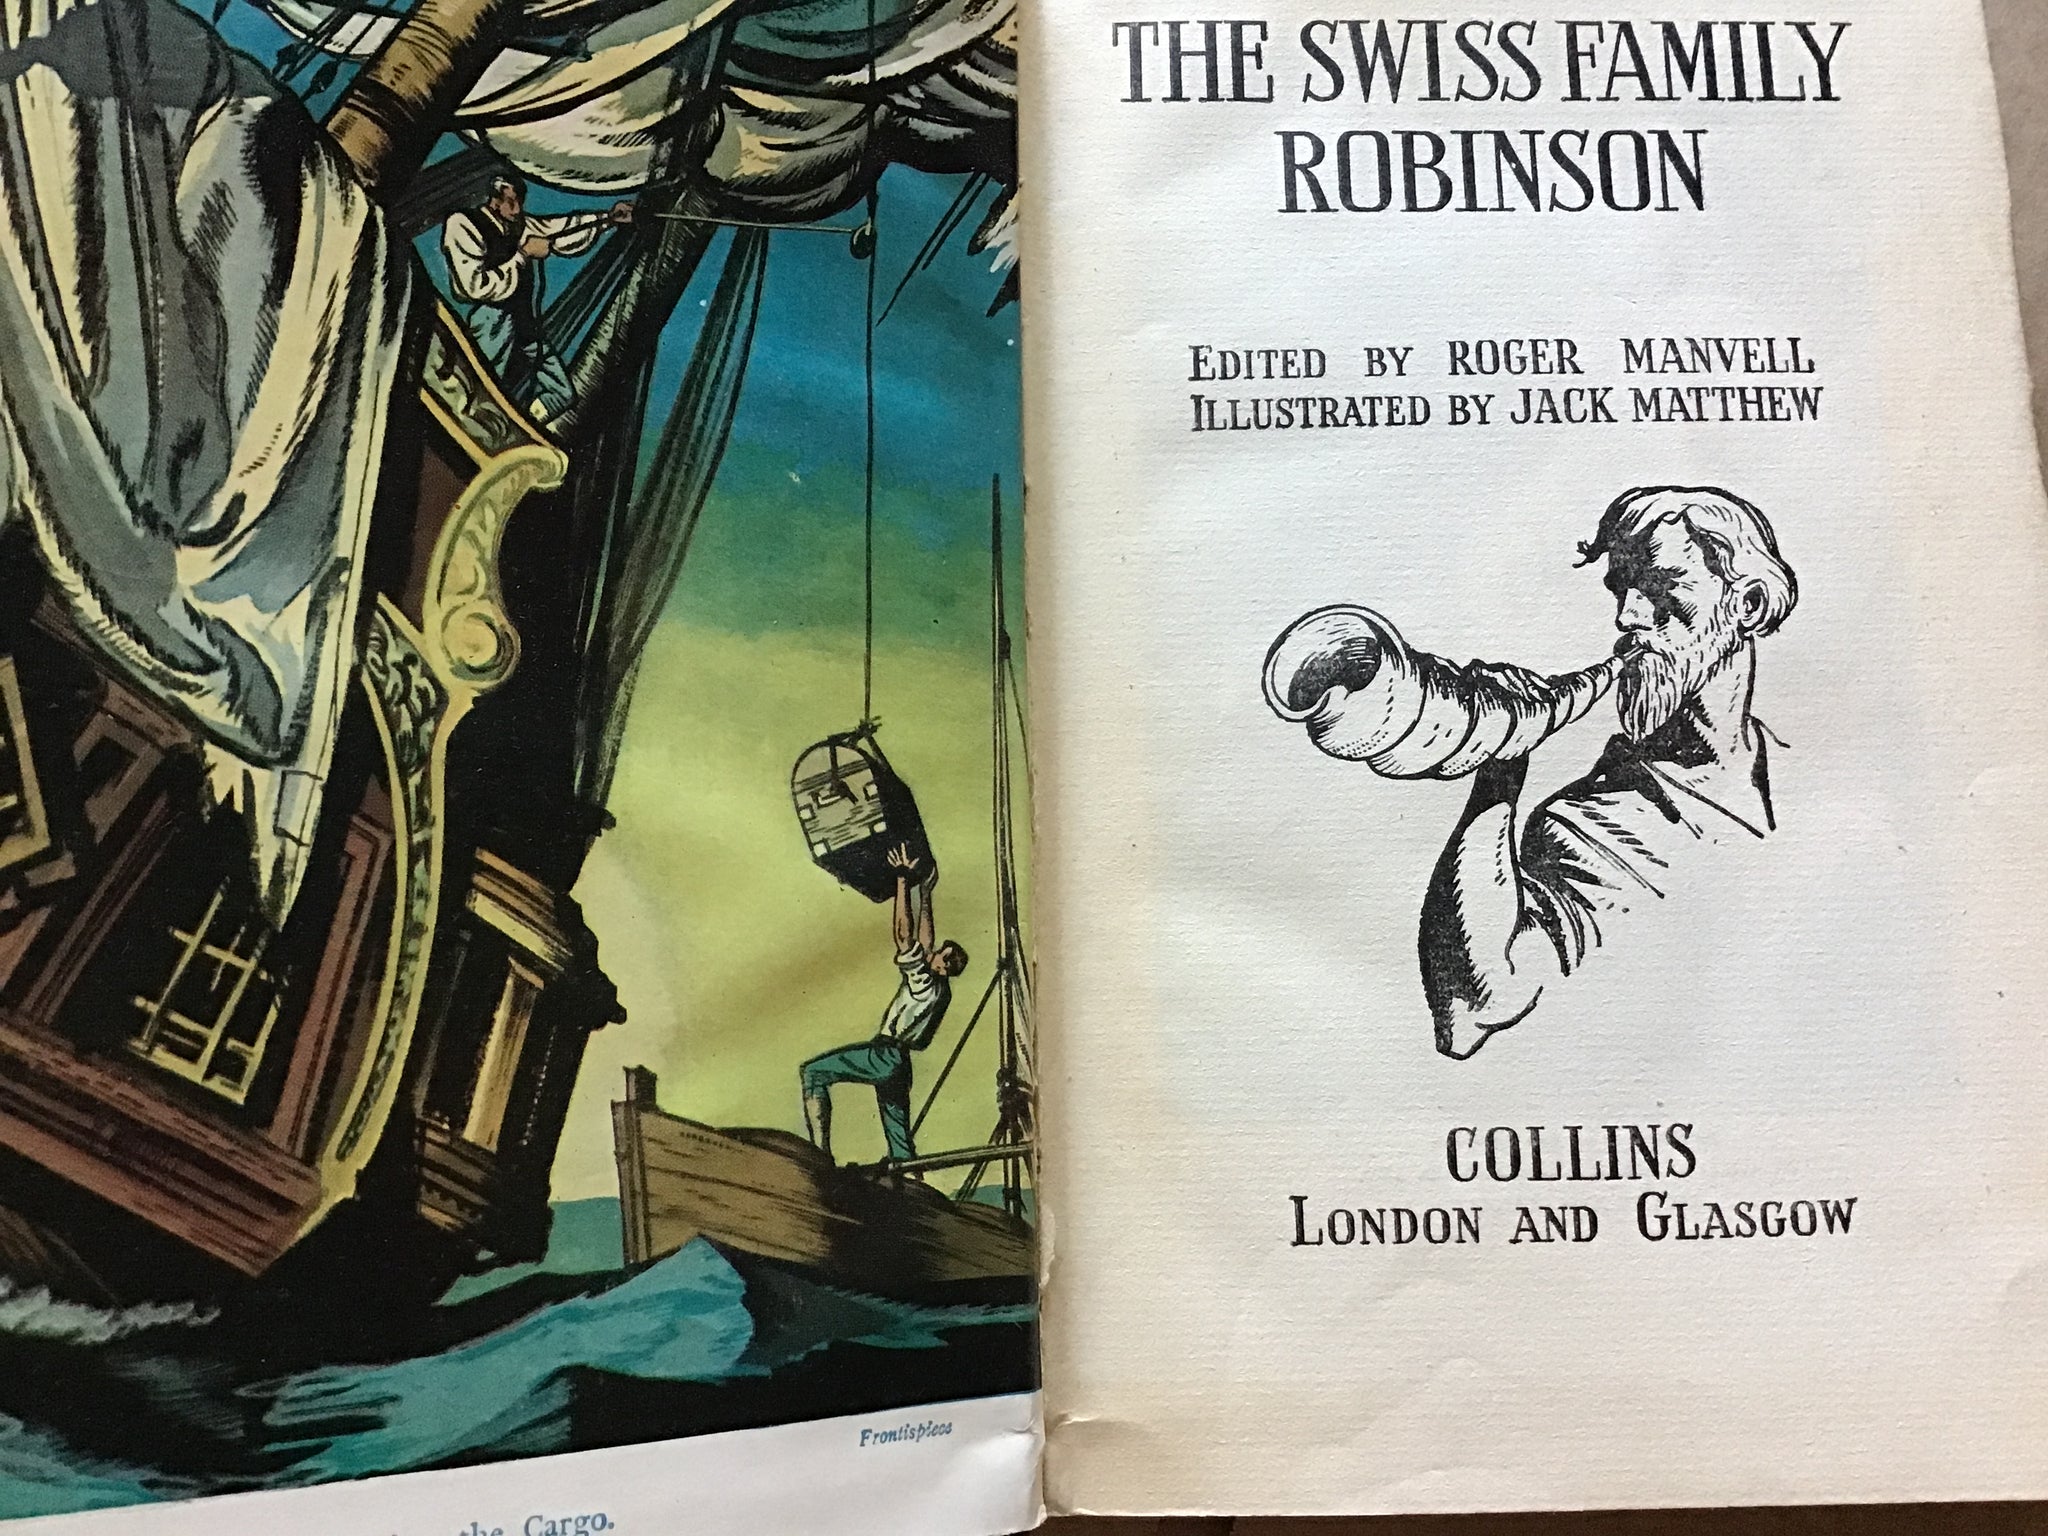 THE SWISS FAMILY
ROBINSON
EDITED BY ROGER MANVELL
ILLUSTRATED BY JACK MATTHEW
COLLINS
LONDON AND GLASGOW
Frontispiece
the Cargo.